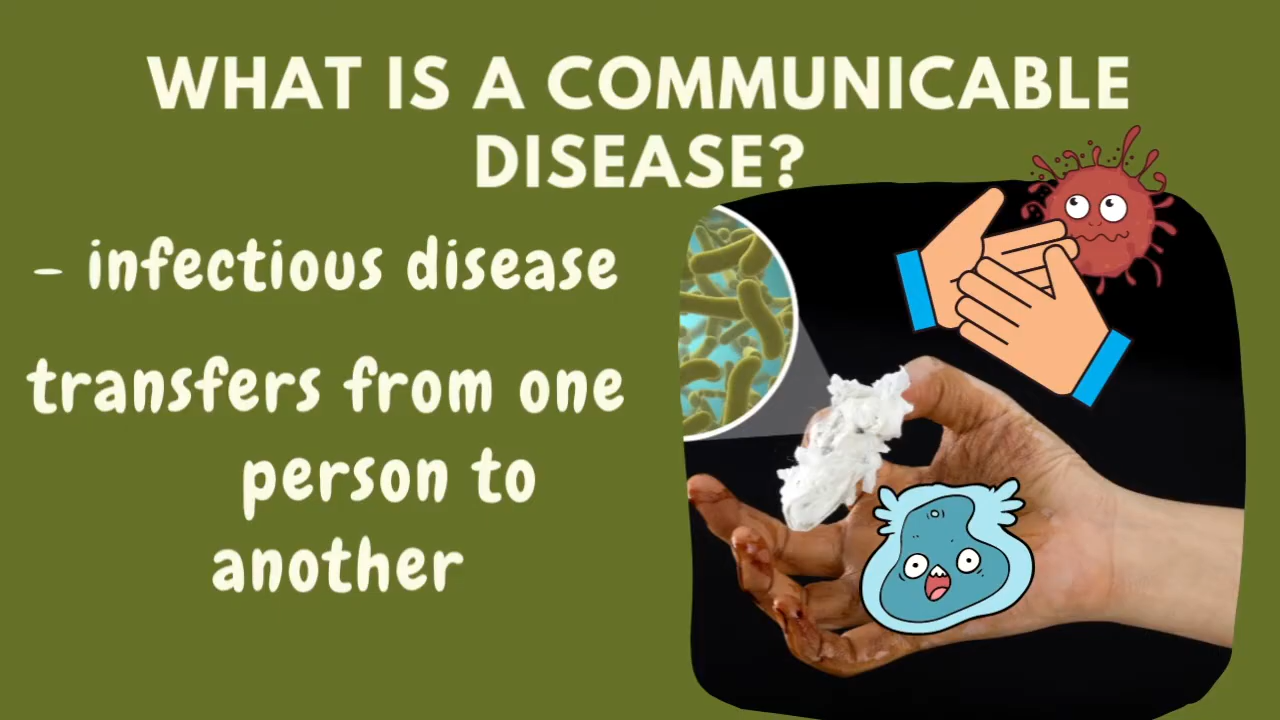 WHAT IS A COMMUNICABLE
DISEASE?
- infectious disease
transfers from one
person to
another